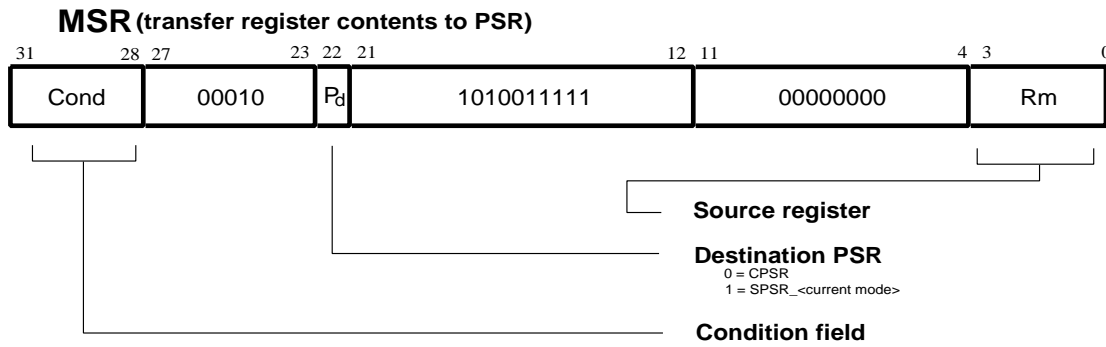 MSR (transfer register contents to PSR)
31 28 27 23 22 21 12 11 4 3 0
Cond 00010 Pd 1010011111 00000000 Rm
Source register
Destination PSR
0 = CPSR
1 = SPSR_<current mode>
Condition field